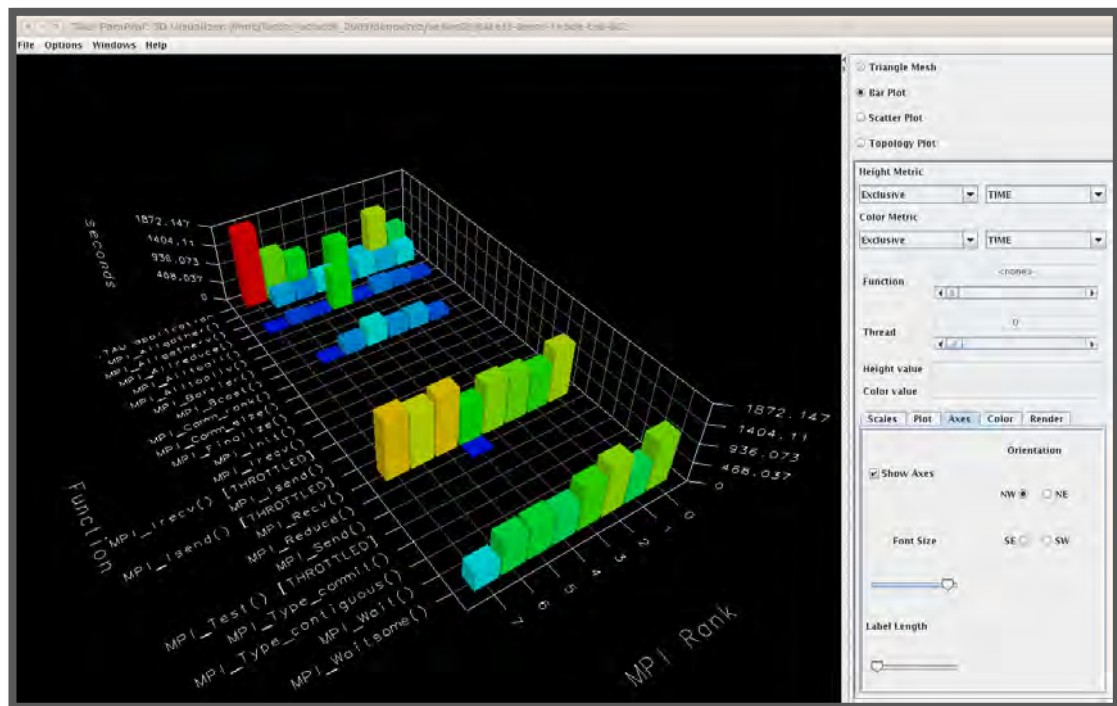 File Options Windows Help
Triangle Mesh
Bar Plot
Scatter Plot
Topology Plot
Height Metric
Exclusive TIME
Color Metric
Exclusive TIME
Function <none>
Thread 0
Height value
Color value
Scales Plot Axes Color Render
Orientation
Show Axes
NW NE
Font Size SE SW
Label Length
seconds
1872.147
1404.11
936.073
468.037
0
MPI_Allgather()
MPI_Allgatherv()
MPI_Allreduce()
MPI_Alltoall()
MPI_Alltoallv()
MPI_Barrier()
MPI_Bcast()
MPI_Comm_rank()
MPI_Comm_size()
MPI_Finalize()
MPI_Init()
MPI_Irecv()
MPI_Irecv() [THROTTLED]
MPI_Isend()
MPI_Isend() [THROTTLED]
MPI_Recv()
MPI_Reduce()
MPI_Send()
MPI_Test() [THROTTLED]
MPI_Type_commit()
MPI_Type_contiguous()
MPI_Wait()
MPI_Waitsome()
Function
1872.147
1404.11
936.073
468.037
0
0
1
2
3
4
5
6
7
MPI Rank